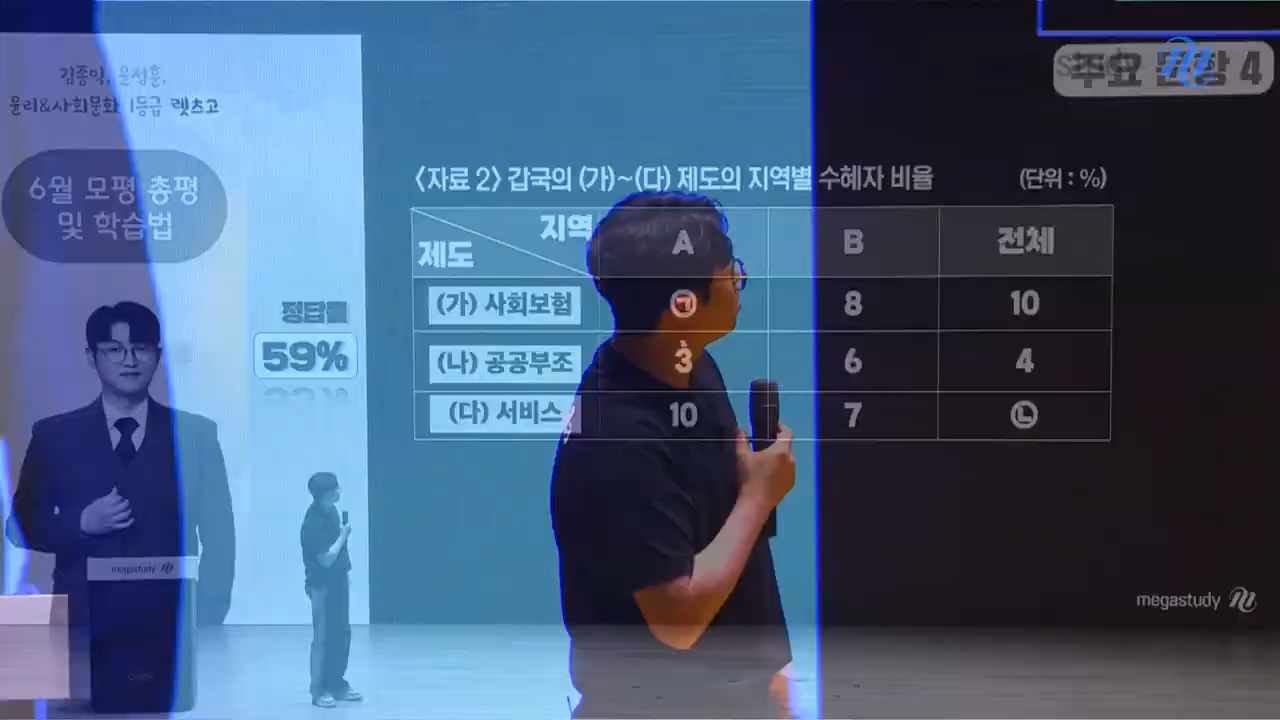 김종익, 윤성훈,
윤리&사회문화 1등급 렛츠고
6월 모평 총평
및 학습법
정답률
59%
주요 문항 4
<자료 2> 갑국의 (가)~(다) 제도의 지역별 수혜자 비율 (단위 : %)
지역
제도
A B 전체
(가) 사회보험 ㉠ 8 10
(나) 공공부조 3 6 4
(다) 서비스 10 7 ㉡
megastudy
megastudy